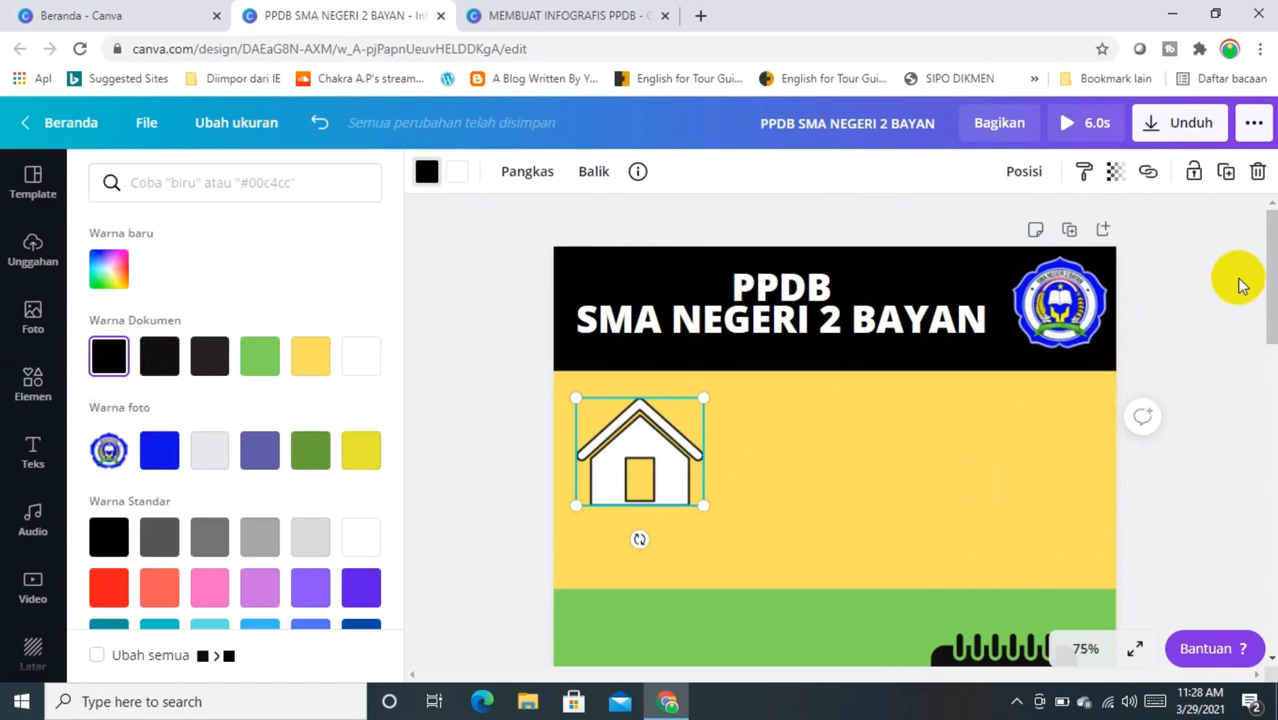 Beranda - Canva
PPDB SMA NEGERI 2 BAYAN - Inf
MEMBUAT INFOGRAFIS PPDB - G
canva.com/design/DAEaG8N-AXM/w_A-pjPapnUeuvHELDDKgA/edit
Apl
Suggested Sites
Diimpor dari IE
Chakra A.P's stream...
A Blog Written By Y...
English for Tour Gui...
English for Tour Gui...
SIPO DIKMEN
»
Bookmark lain
Daftar bacaan
Beranda
File
Ubah ukuran
Semua perubahan telah disimpan
PPDB SMA NEGERI 2 BAYAN
Bagikan
6.0s
Unduh
Template
Unggahan
Foto
Elemen
Teks
Audio
Video
Latar
Coba "biru" atau "#00c4cc"
Warna baru
Warna Dokumen
Warna foto
Warna Standar
Ubah semua
Pangkas
Balik
Posisi
PPDB
SMA NEGERI 2 BAYAN
SMA NEGERI 2 BAYAN
75%
Bantuan ?
Type here to search
11:28 AM
3/29/2021
2